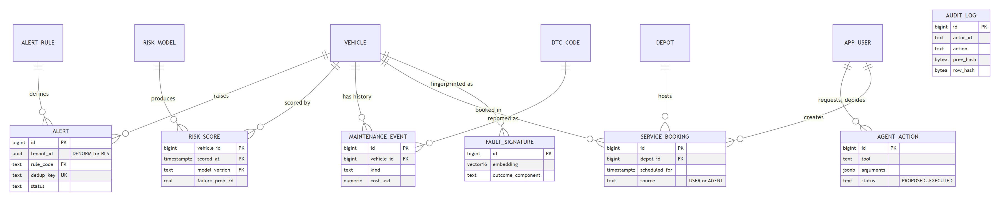 AUDIT_LOG
bigint id PK
text actor_id
text action
bytea prev_hash
bytea row_hash
ALERT_RULE
RISK_MODEL
VEHICLE
DTC_CODE
DEPOT
APP_USER
defines
produces
raises
scored by
has history
fingerprinted as
booked in
reported as
hosts
requests, decides
creates
ALERT
bigint id PK
uuid tenant_id DENORM for RLS
text rule_code FK
text dedup_key UK
text status
RISK_SCORE
bigint vehicle_id PK
timestamptz scored_at PK
text model_version FK
real failure_prob_7d
MAINTENANCE_EVENT
bigint id PK
bigint vehicle_id FK
text kind
numeric cost_usd
FAULT_SIGNATURE
bigint id PK
vector16 embedding
text outcome_component
SERVICE_BOOKING
bigint id PK
bigint depot_id FK
timestamptz scheduled_for
text source USER or AGENT
AGENT_ACTION
bigint id PK
text tool
jsonb arguments
text status PROPOSED..EXECUTED